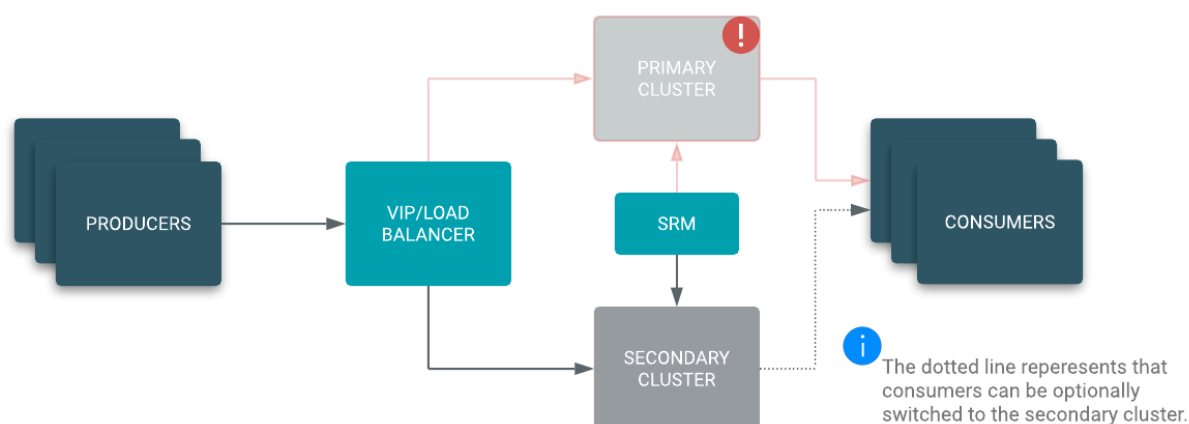 PRIMARY
CLUSTER
PRODUCERS
VIP/LOAD
BALANCER
SRM
CONSUMERS
SECONDARY
CLUSTER
The dotted line reperesents that
consumers can be optionally
switched to the secondary cluster.